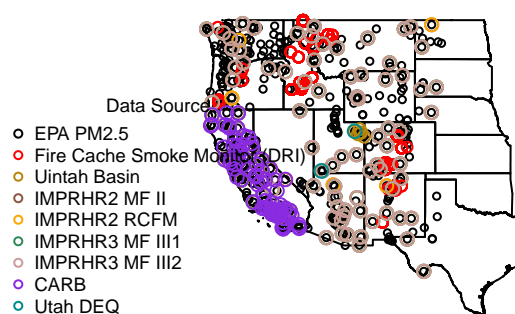 Data Source
EPA PM2.5
Fire Cache Smoke Monitor (DRI)
Uintah Basin
IMPRHR2 MF II
IMPRHR2 RCFM
IMPRHR3 MF III1
IMPRHR3 MF III2
CARB
Utah DEQ